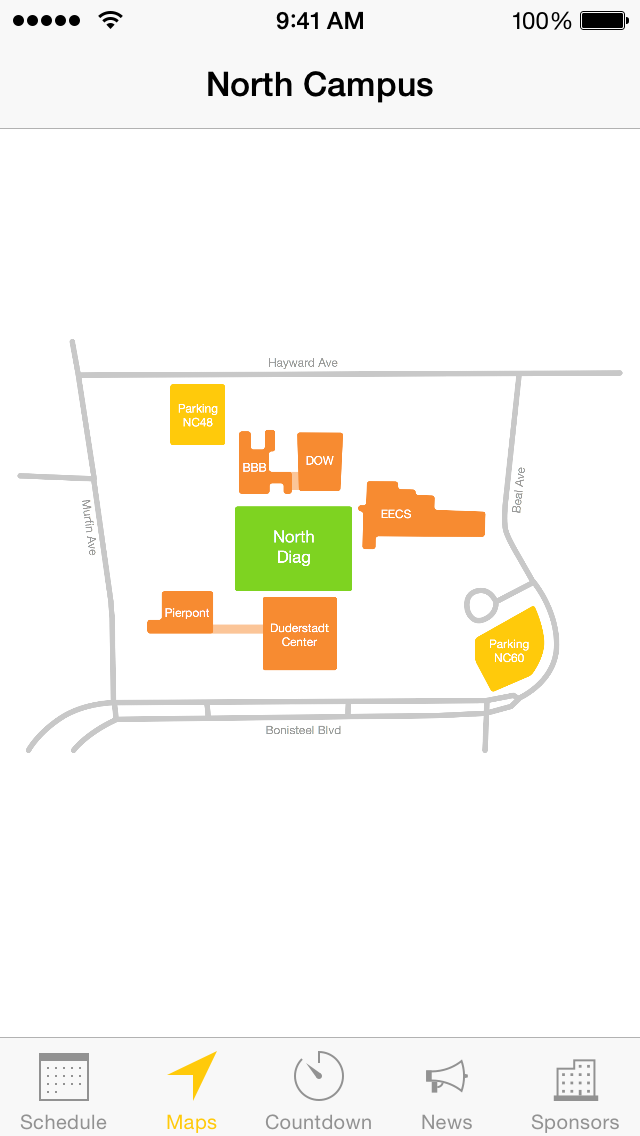 9:41 AM
100%
North Campus
Hayward Ave
Parking
NC48
BBB
DOW
Beal Ave
EECS
Murfin Ave
North
Diag
Pierpont
Duderstadt
Center
Parking
NC60
Bonisteel Blvd
Schedule
Maps
Countdown
News
Sponsors